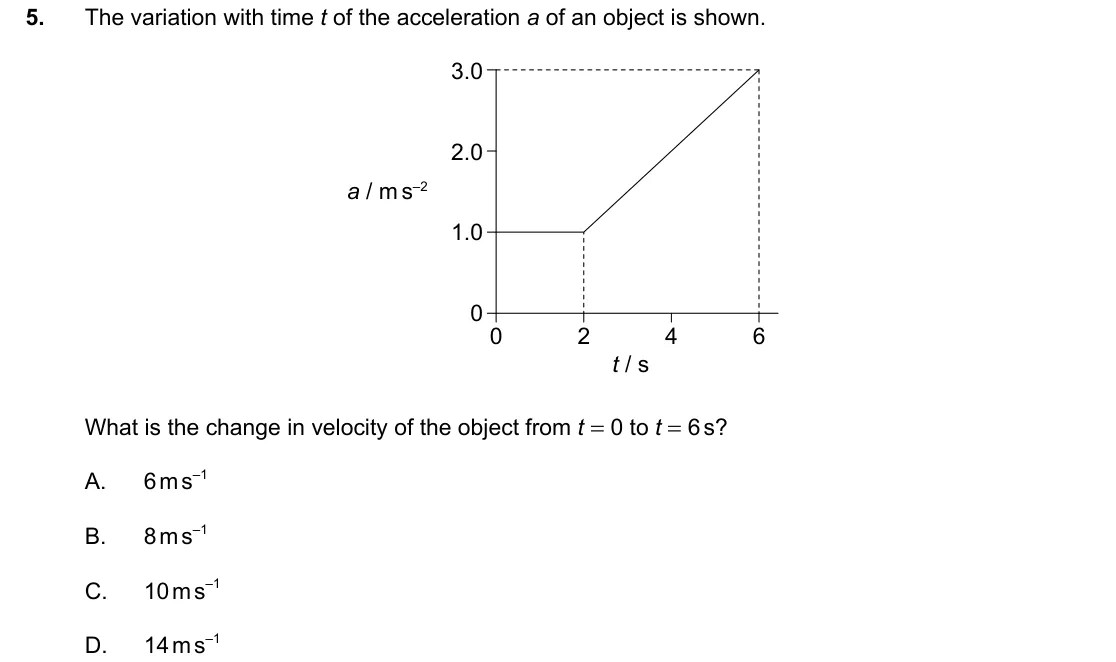 5. The variation with time t of the acceleration a of an object is shown.
3.0
2.0
a / m s⁻²
1.0
0
0 2 4 6
t / s
What is the change in velocity of the object from t = 0 to t = 6 s?
A. 6 m s⁻¹
B. 8 m s⁻¹
C. 10 m s⁻¹
D. 14 m s⁻¹